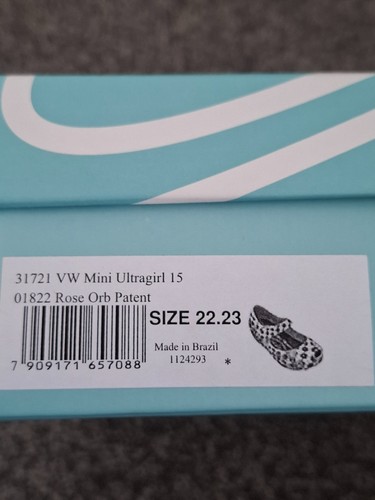 31721 VW Mini Ultragirl 15
01822 Rose Orb Patent
SIZE 22.23
Made in Brazil
1124293 *
7 909171 657088